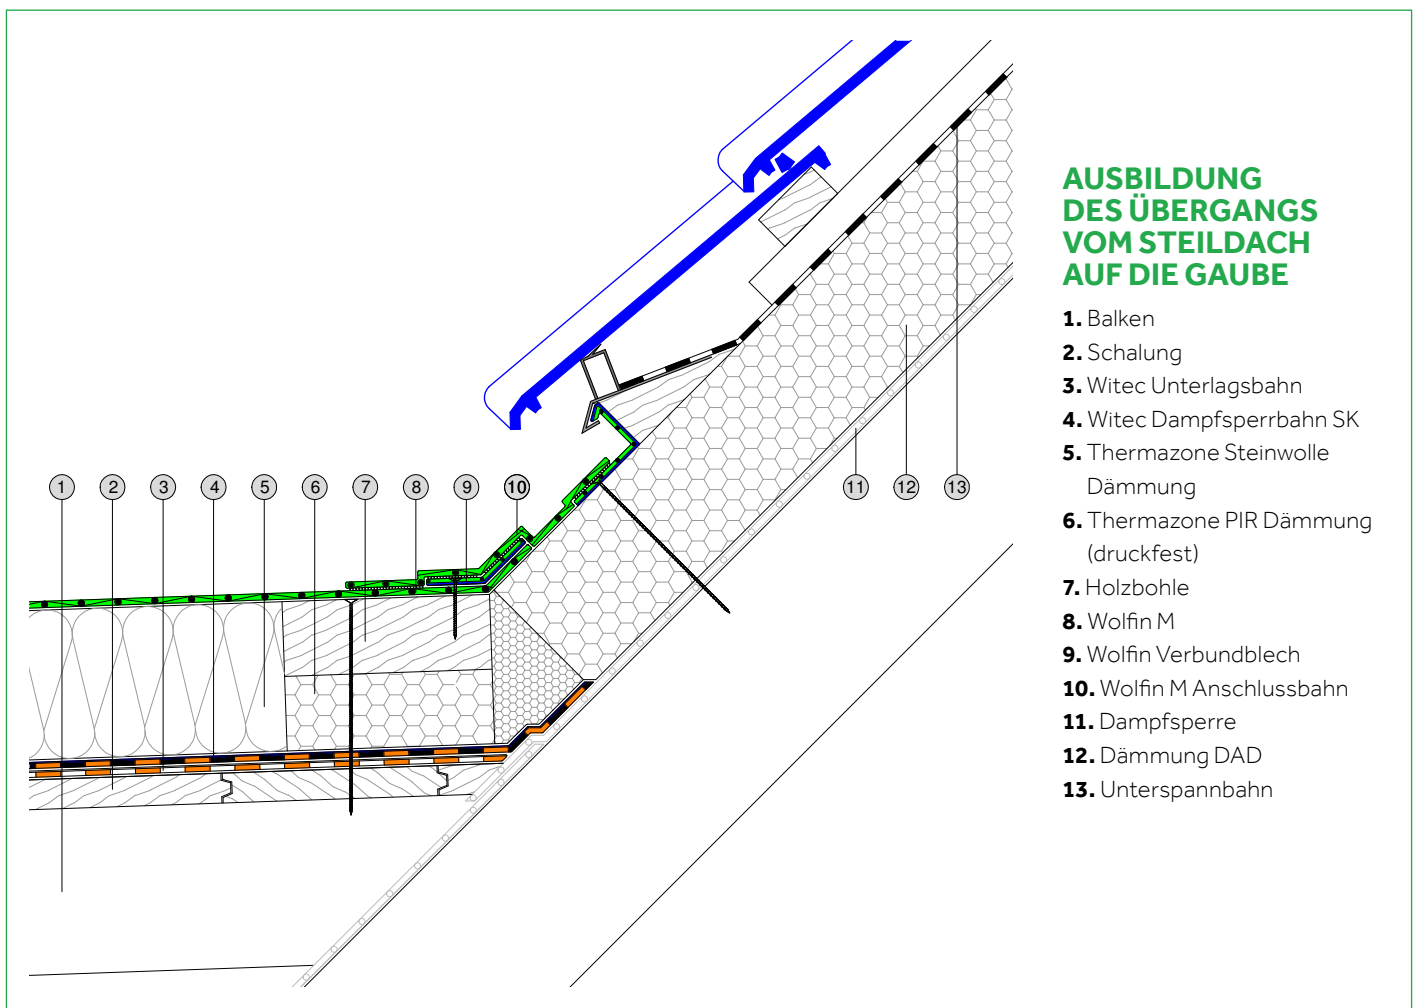 AUSBILDUNG
DES ÜBERGANGS
VOM STEILDACH
AUF DIE GAUBE
1. Balken
2. Schalung
3. Witec Unterlagsbahn
4. Witec Dampfsperrbahn SK
5. Thermazone Steinwolle
Dämmung
6. Thermazone PIR Dämmung
(druckfest)
7. Holzbohle
8. Wolfin M
9. Wolfin Verbundblech
10. Wolfin M Anschlussbahn
11. Dampfsperre
12. Dämmung DAD
13. Unterspannbahn
1 2 3 4 5 6 7 8 9 10 11 12 13